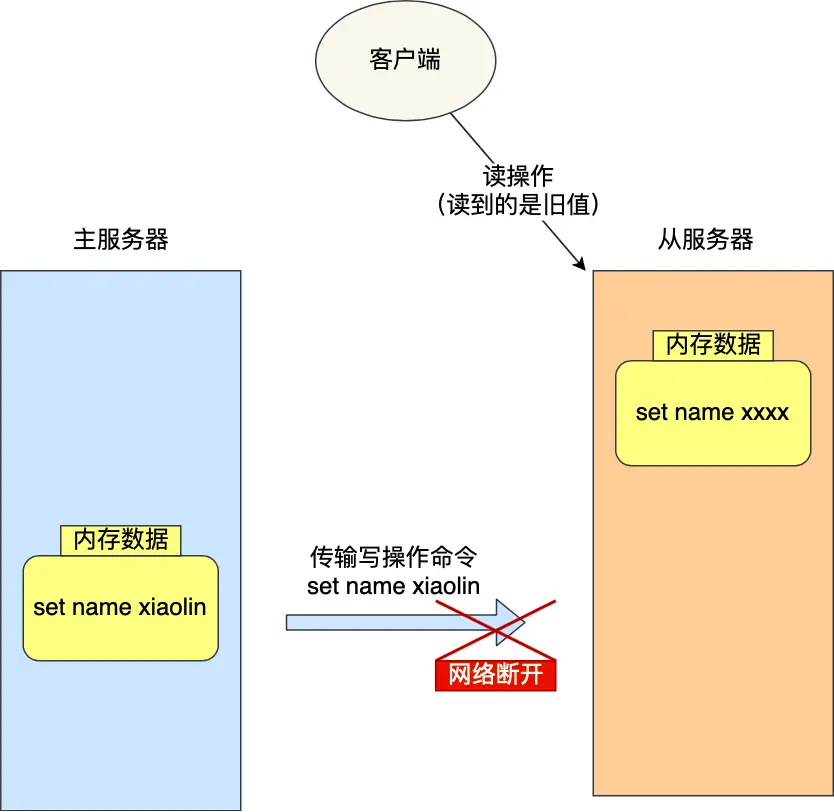 客户端
读操作
（读到的是旧值）
主服务器
从服务器
内存数据
set name xxxx
内存数据
set name xiaolin
传输写操作命令
set name xiaolin
网络断开